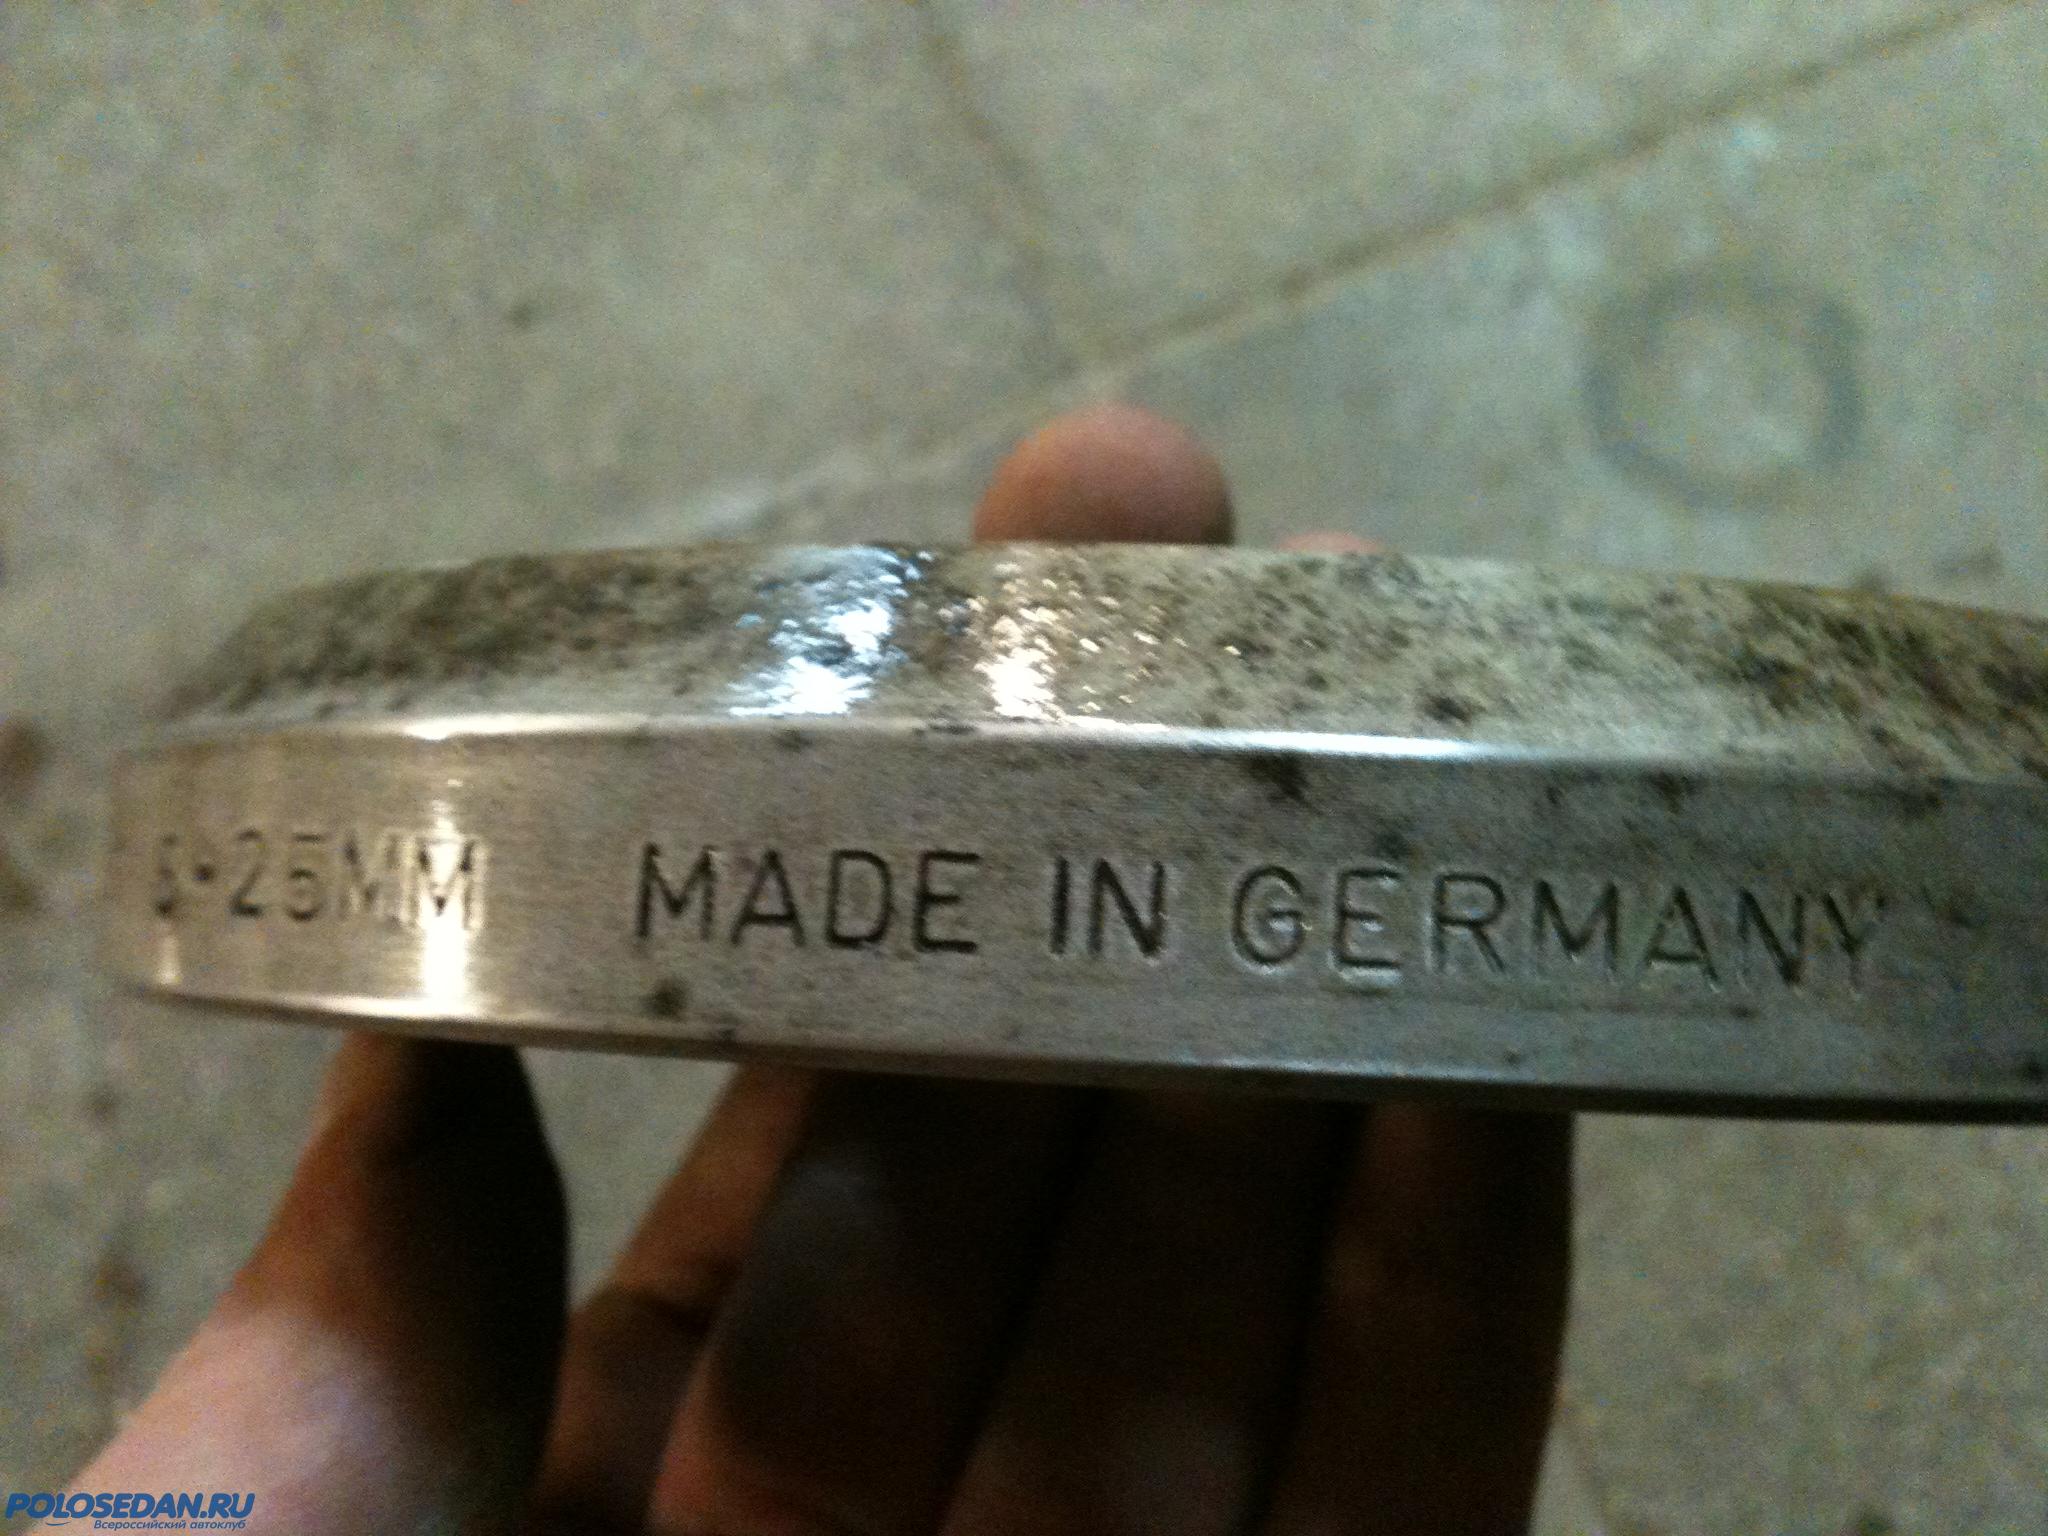 25MM MADE IN GERMANY
POLOSEDAN.RU
Всероссийский автоклуб